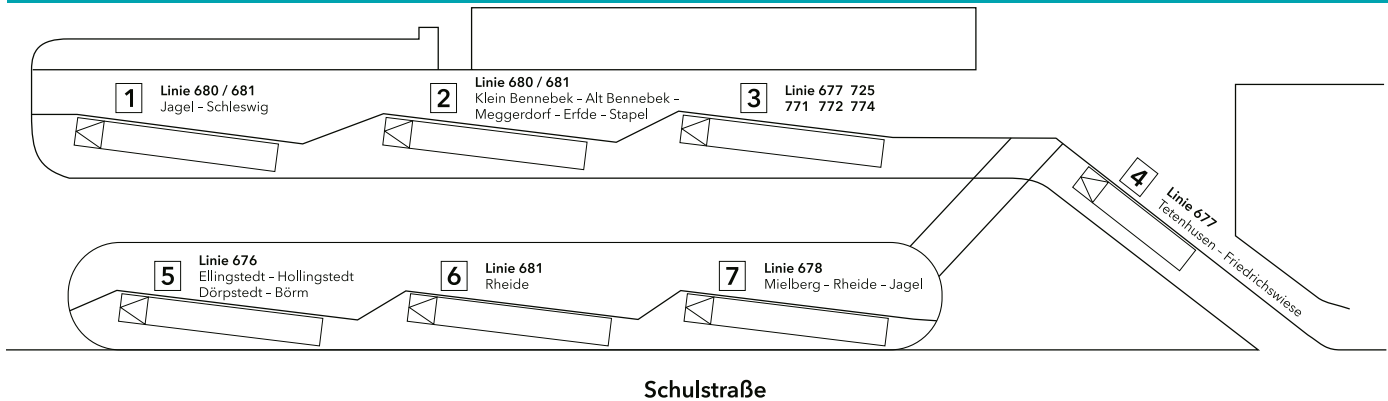 1
Linie 680 / 681
Jagel – Schleswig
2
Linie 680 / 681
Klein Bennebek – Alt Bennebek –
Meggerdorf – Erfde – Stapel
3
Linie 677 725
771 772 774
4
Linie 677
Tetenhusen – Friedrichswiese
5
Linie 676
Ellingstedt – Hollingstedt
Dörpstedt – Börm
6
Linie 681
Rheide
7
Linie 678
Mielberg – Rheide – Jagel
Schulstraße